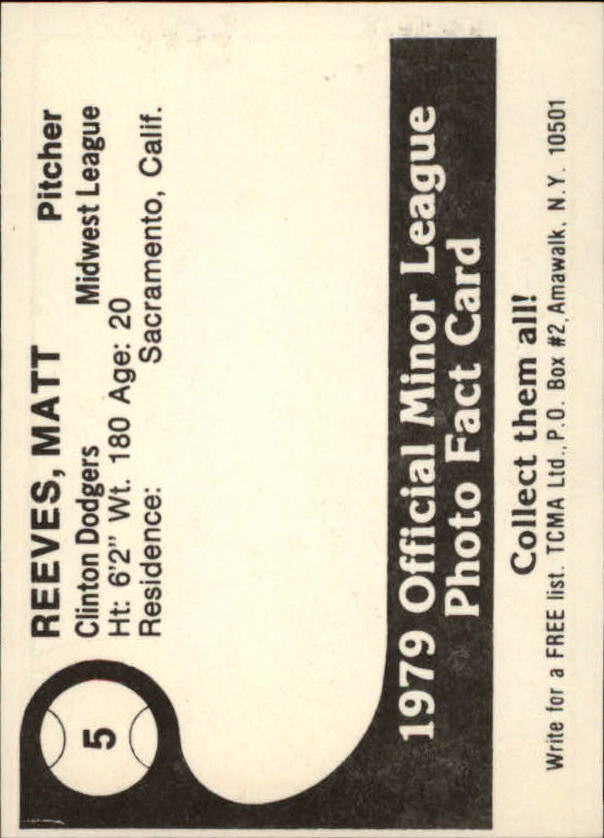 5
REEVES, MATT Pitcher
Clinton Dodgers Midwest League
Ht: 6'2" Wt. 180 Age: 20
Residence: Sacramento, Calif.
1979 Official Minor League
Photo Fact Card
Collect them all!
Write for a FREE list. TCMA Ltd., P.O. Box #2, Amawalk, N.Y. 10501